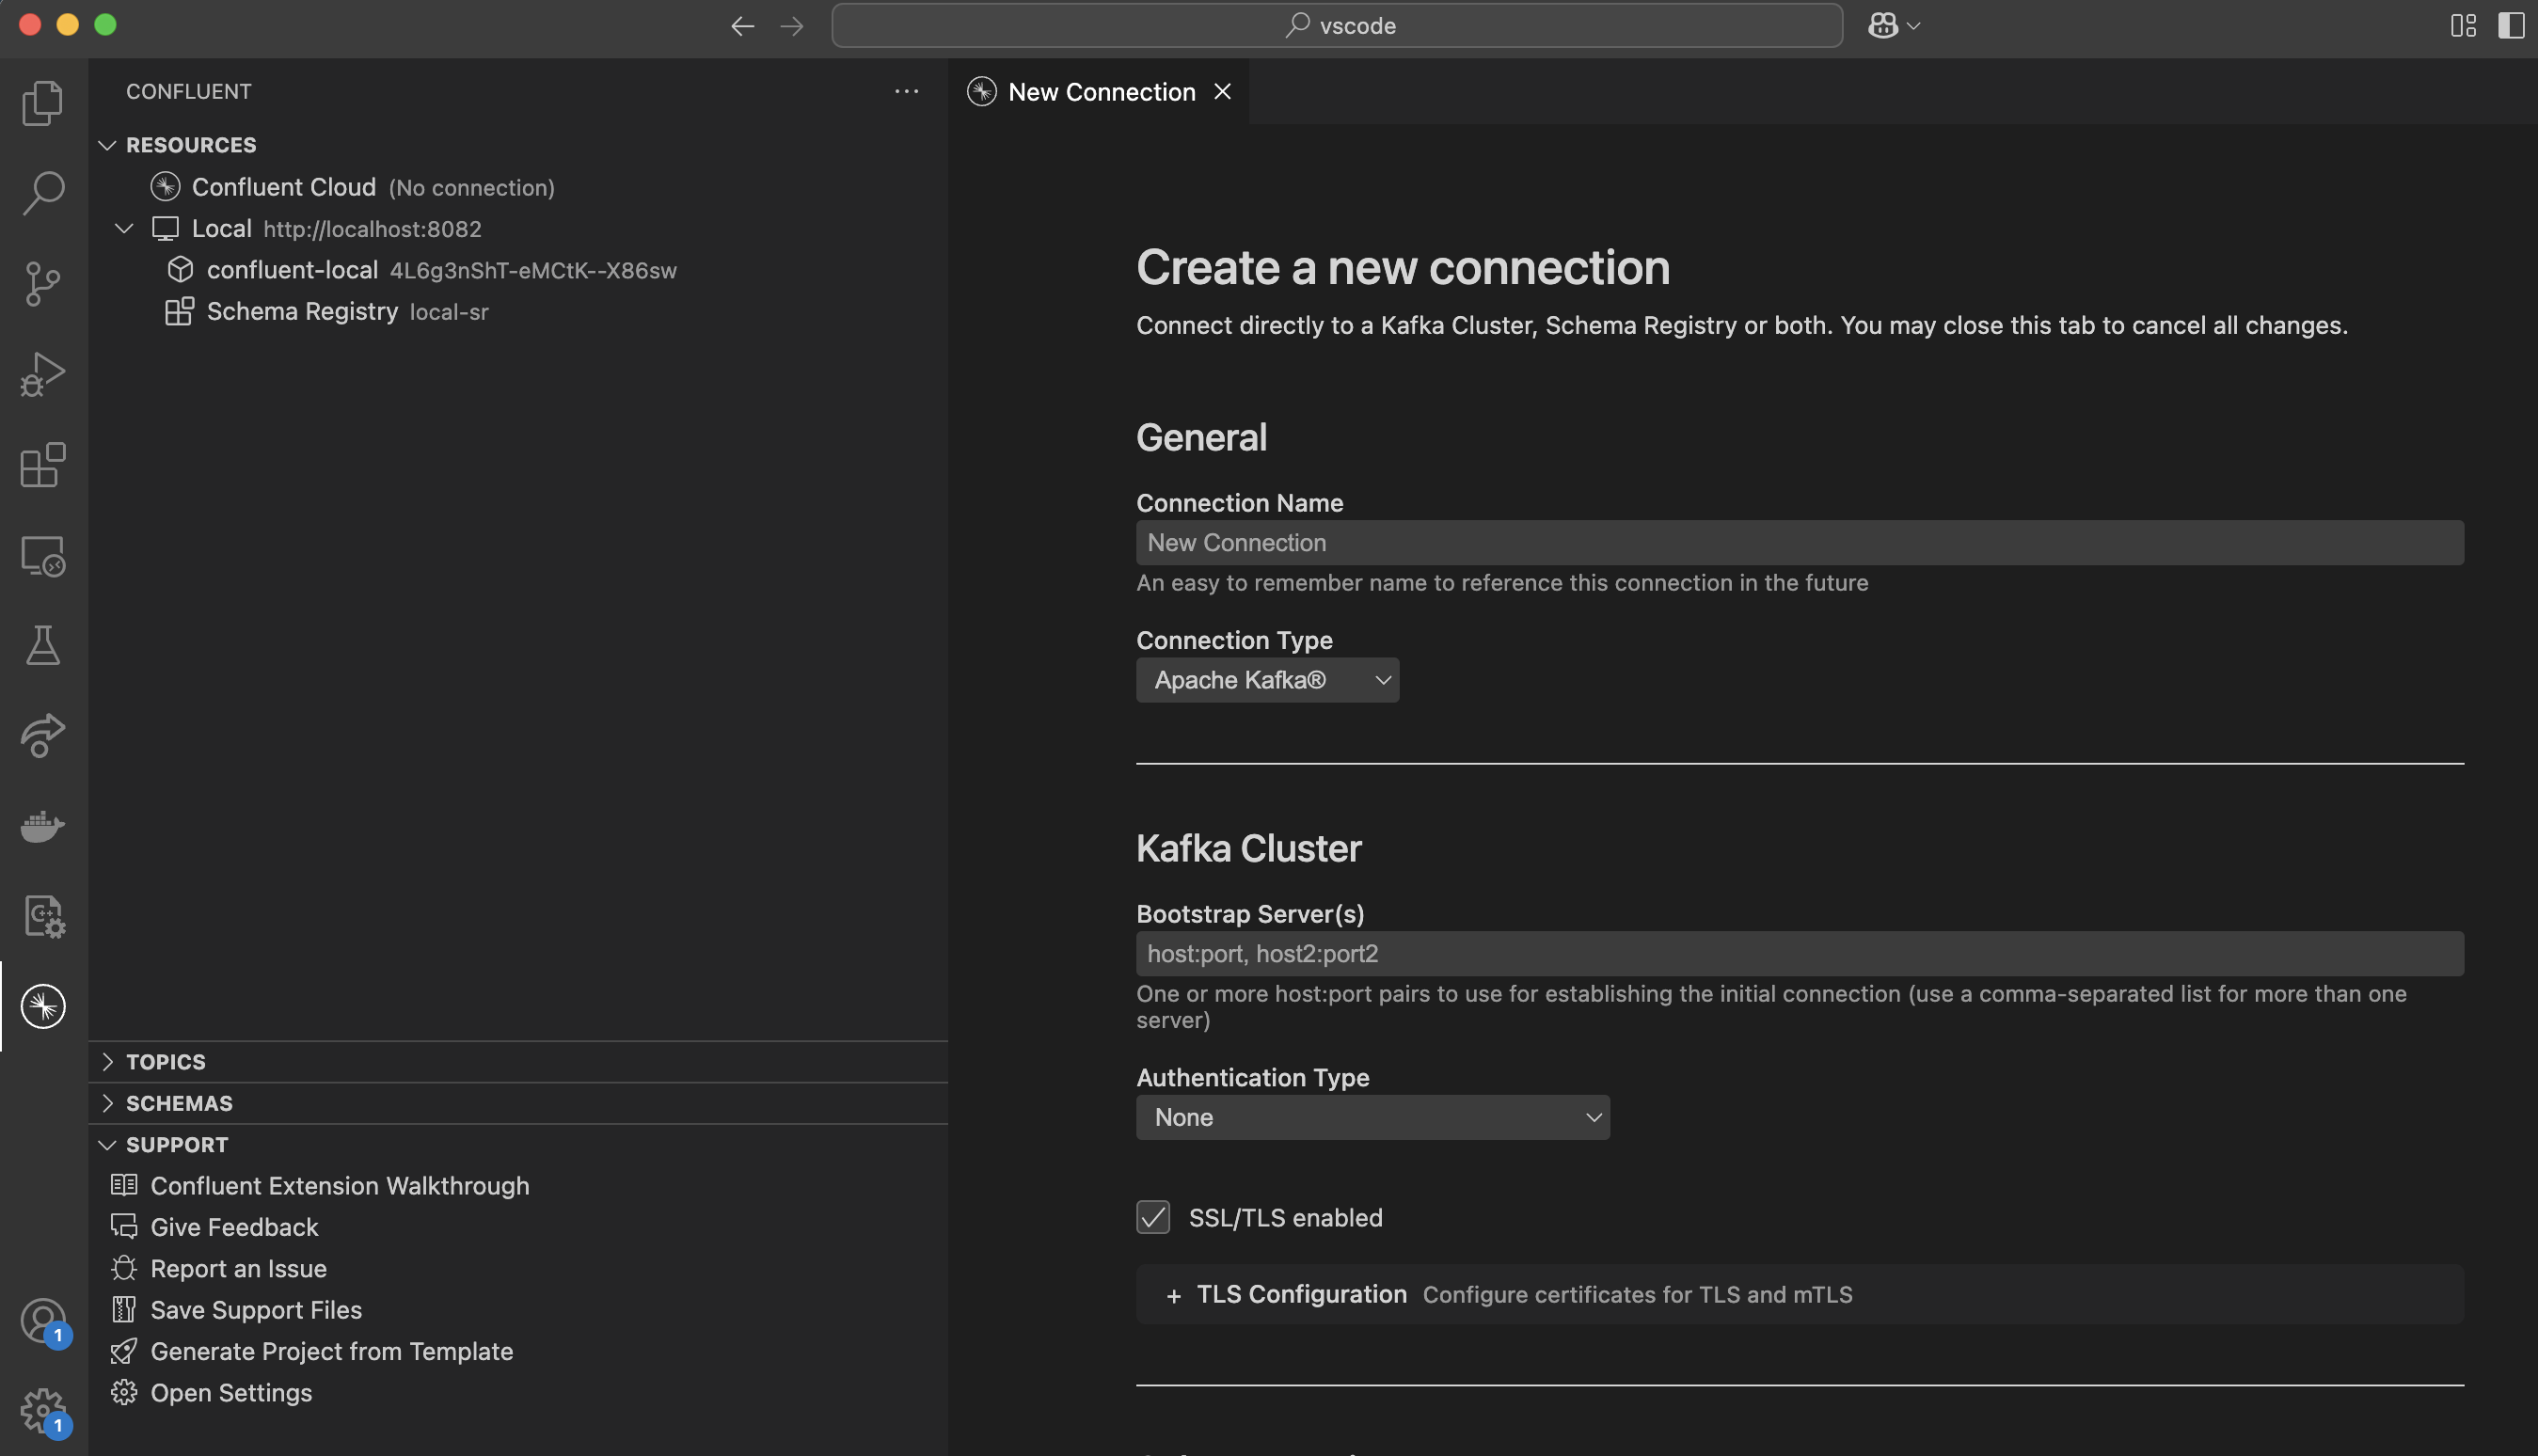 vscode
CONFLUENT
RESOURCES
Confluent Cloud (No connection)
Local http://localhost:8082
confluent-local 4L6g3nShT-eMCtK--X86sw
Schema Registry local-sr
TOPICS
SCHEMAS
SUPPORT
Confluent Extension Walkthrough
Give Feedback
Report an Issue
Save Support Files
Generate Project from Template
Open Settings
1
1
New Connection
Create a new connection
Connect directly to a Kafka Cluster, Schema Registry or both. You may close this tab to cancel all changes.
General
Connection Name
New Connection
An easy to remember name to reference this connection in the future
Connection Type
Apache Kafka®
Kafka Cluster
Bootstrap Server(s)
host:port, host2:port2
One or more host:port pairs to use for establishing the initial connection (use a comma-separated list for more than one
server)
Authentication Type
None
SSL/TLS enabled
+ TLS Configuration Configure certificates for TLS and mTLS